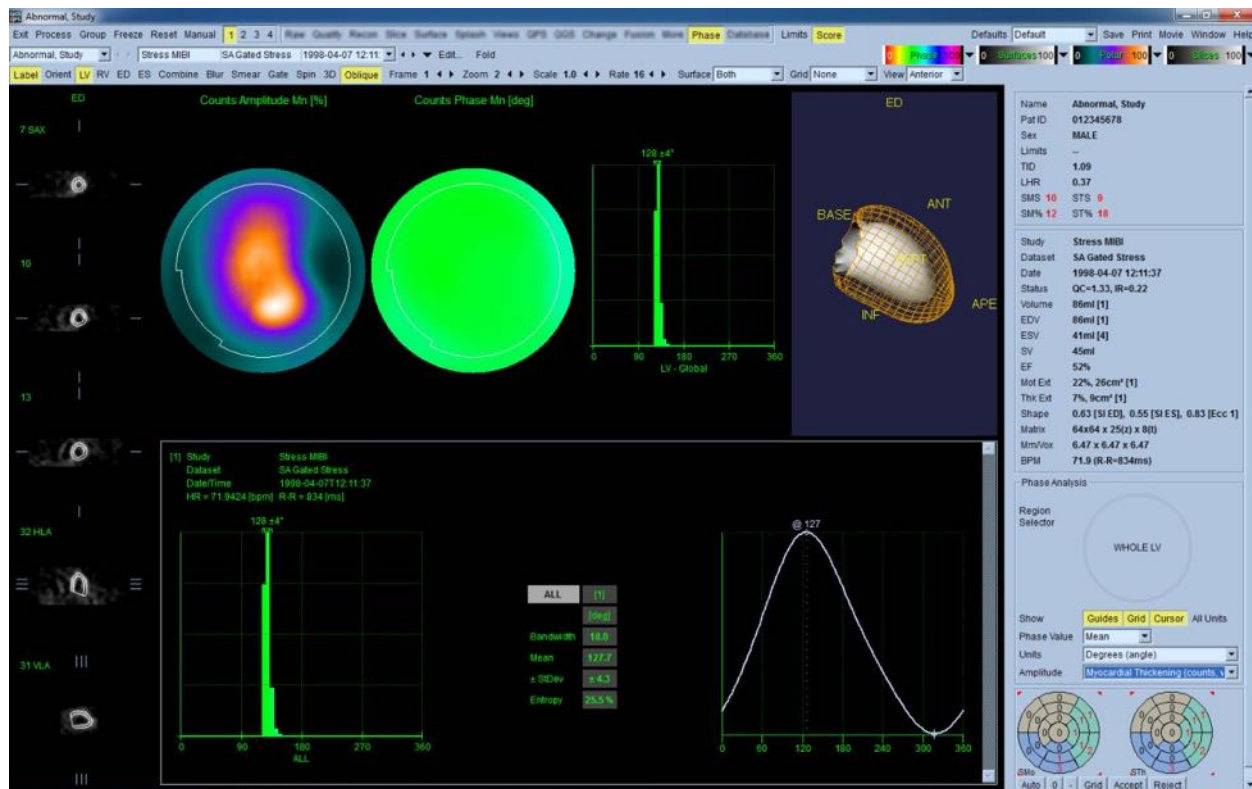 Abnormal, Study
Exit Process Group Freeze Reset Manual 1 2 3 4 Raw Quality Recon Slice Surface Splash Views QPS QGS Change Fusion More Phase Database Limits Score Defaults Default Save Print Movie Window Help
Abnormal, Study Stress MIBI SA Gated Stress 1998-04-07 12:11: Edit... Fold 0 Phase 100 0 Surfaces 100 0 Polar 100 0 Slices 100
Label Orient LV RV ED ES Combine Blur Smear Gate Spin 3D Oblique Frame 1 Zoom 2 Scale 1.0 Rate 16 Surface Both Grid None View Anterior
ED
7 SAX
10
13
32 HLA
31 VLA
Counts Amplitude Mn [%]
Counts Phase Mn [deg]
128 ±4°
0 90 180 270 360
LV - Global
ED
ANT
BASE
INF
APE
[1] Study Stress MIBI
Dataset SA Gated Stress
Date/Time 1998-04-07T12:11:37
HR = 71.9424 [bpm] R-R = 834 [ms]
128 ±4°
0 90 180 270 360
ALL
ALL [1]
[deg]
Bandwidth 18.0
Mean 127.7
± StDev ± 4.3
Entropy 25.5 %
@ 127
0 60 120 180 240 300 360
Name Abnormal, Study
Pat ID 012345678
Sex MALE
Limits --
TID 1.09
LHR 0.37
SMS 10 STS 9
SM% 12 ST% 18
Study Stress MIBI
Dataset SA Gated Stress
Date 1998-04-07 12:11:37
Status QC=1.33, IR=0.22
Volume 86ml [1]
EDV 86ml [1]
ESV 41ml [4]
SV 45ml
EF 52%
Mot Ext 22%, 26cm² [1]
Thk Ext 7%, 9cm² [1]
Shape 0.63 [SI ED], 0.55 [SI ES], 0.83 [Ecc 1]
Matrix 64x64 x 25(z) x 8(t)
Mm/Vox 6.47 x 6.47 x 6.47
BPM 71.9 (R-R=834ms)
Phase Analysis
Region
Selector
WHOLE LV
Show Guides Grid Cursor All Units
Phase Value Mean
Units Degrees (angle)
Amplitude Myocardial Thickening (counts, v
SMo STh
Auto 0 - Grid Accept Reject